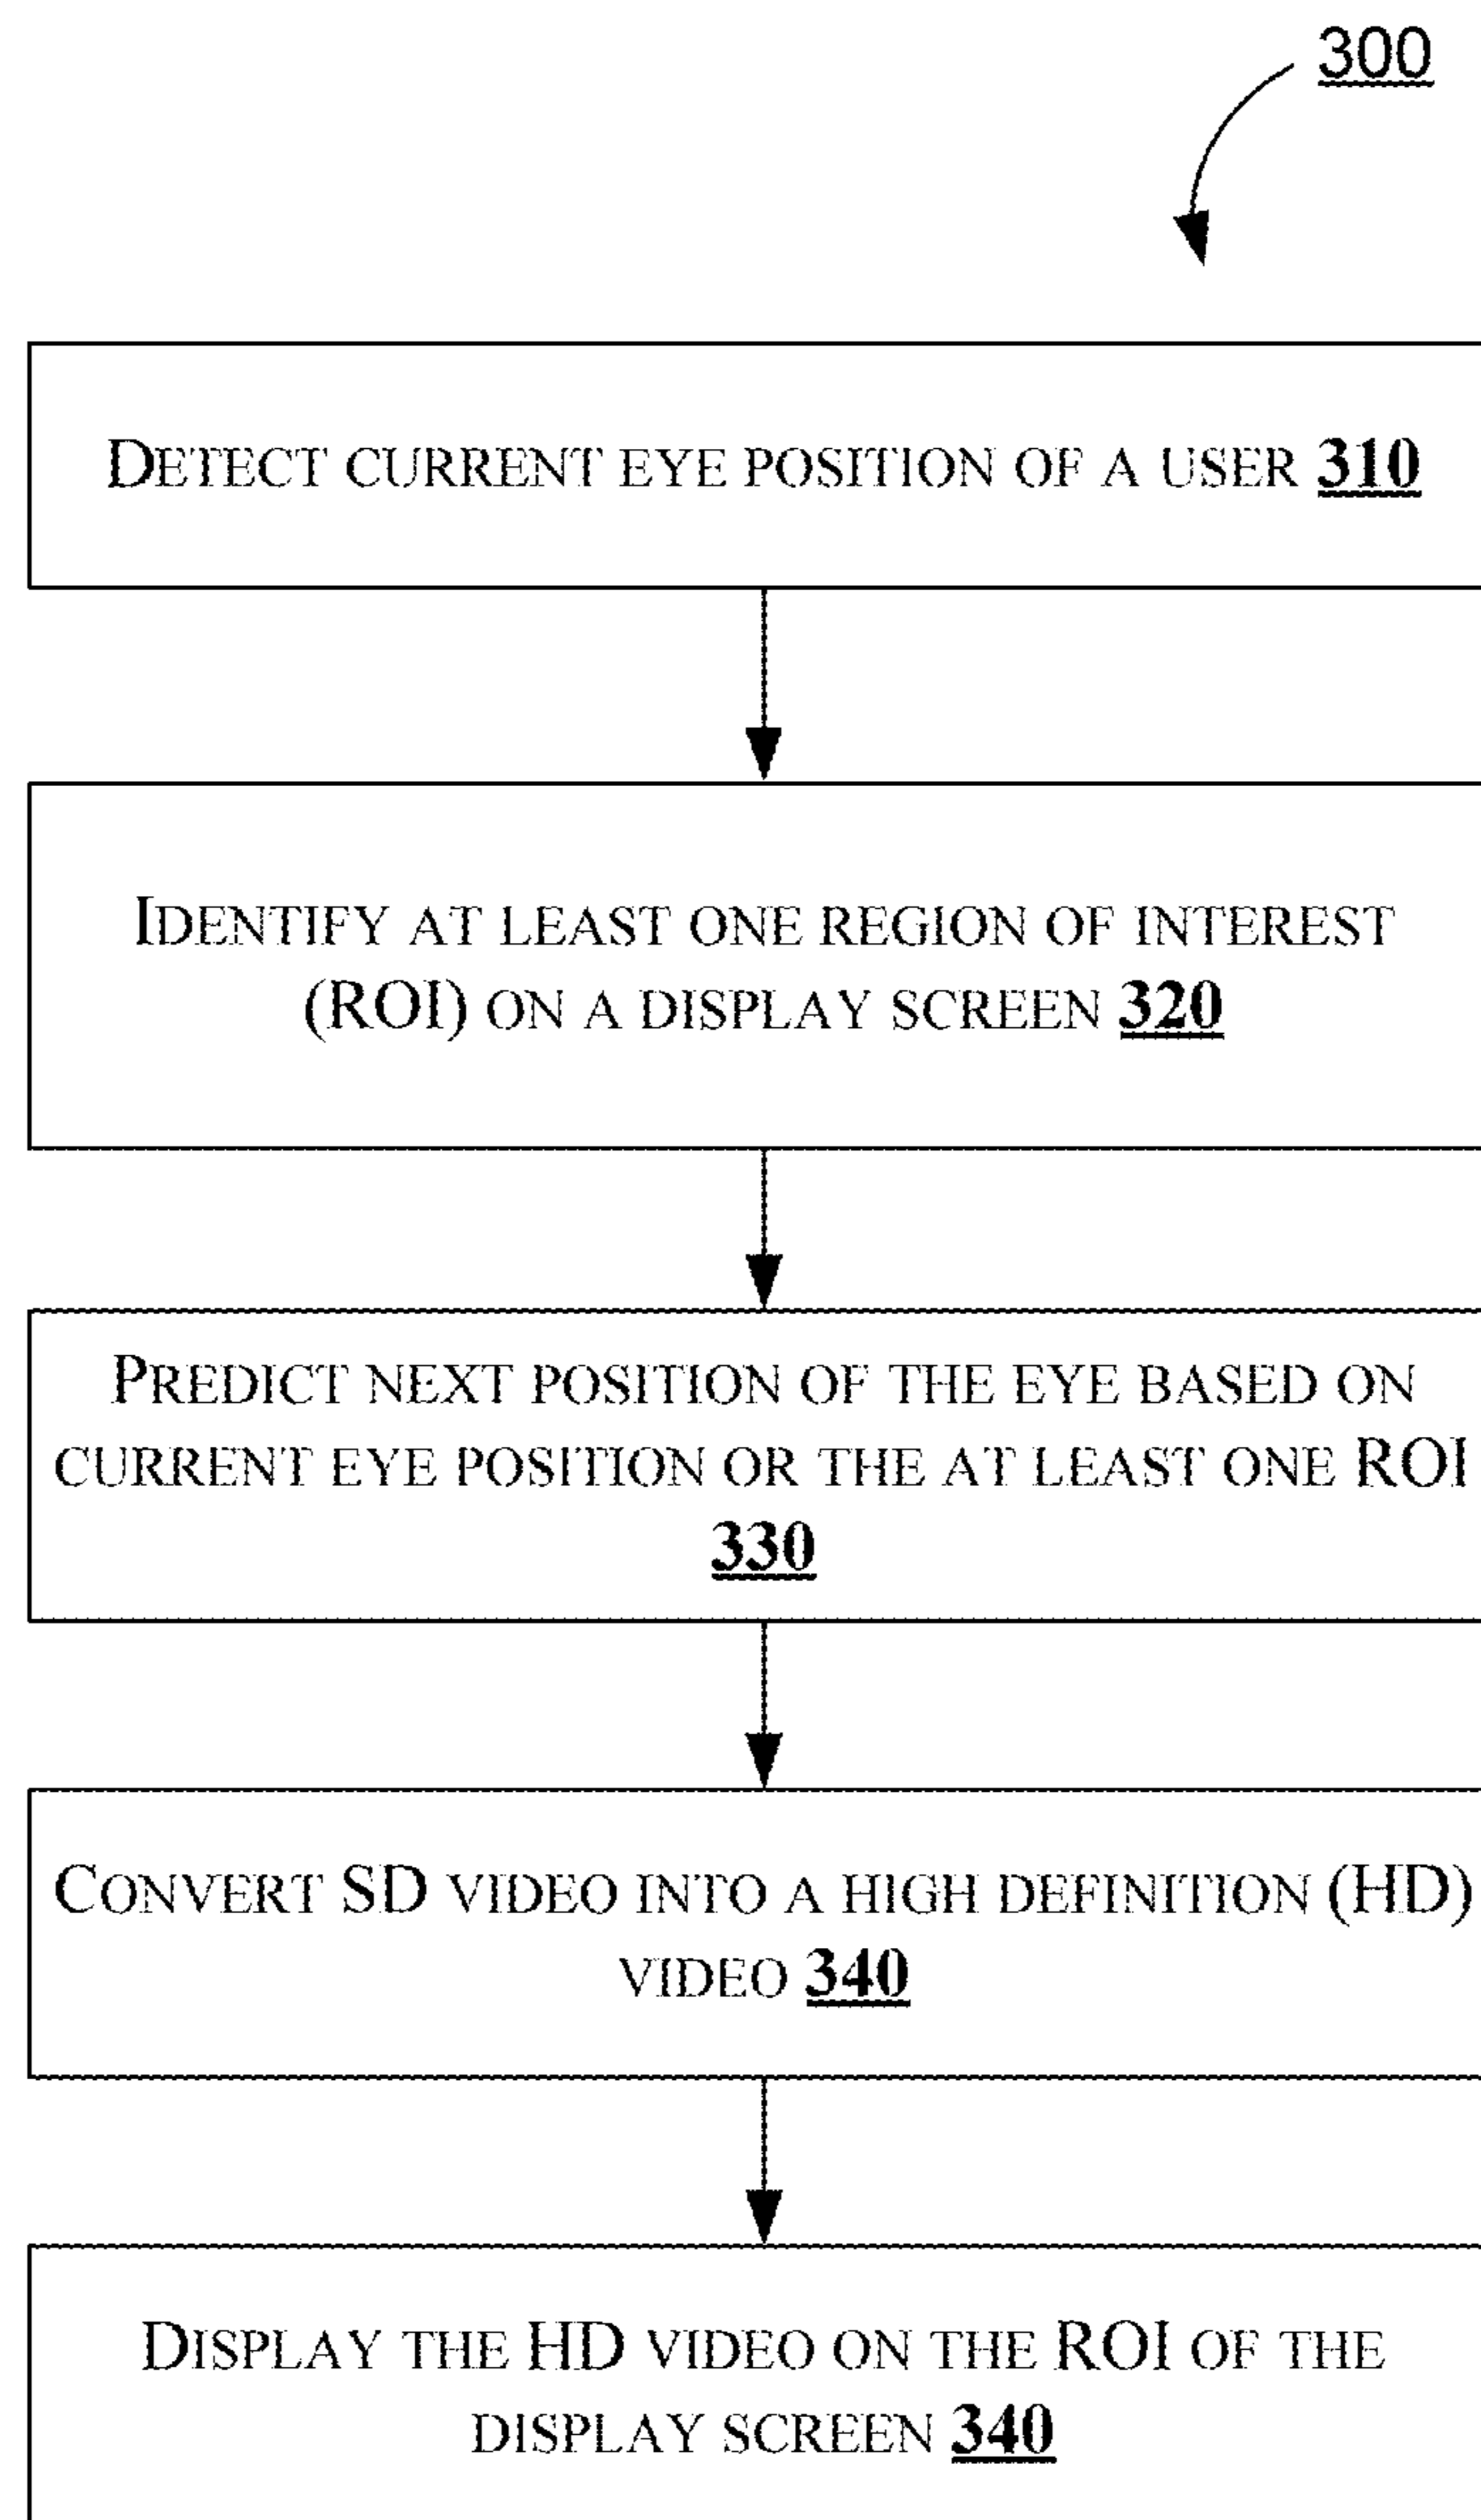 300
DETECT CURRENT EYE POSITION OF A USER 310
IDENTIFY AT LEAST ONE REGION OF INTEREST
(ROI) ON A DISPLAY SCREEN 320
PREDICT NEXT POSITION OF THE EYE BASED ON
CURRENT EYE POSITION OR THE AT LEAST ONE ROI
330
CONVERT SD VIDEO INTO A HIGH DEFINITION (HD)
VIDEO 340
DISPLAY THE HD VIDEO ON THE ROI OF THE
DISPLAY SCREEN 340